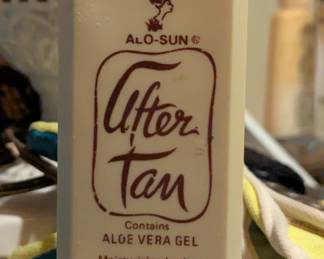 ALO-SUN ©
After
Tan
Contains
ALOE VERA GEL